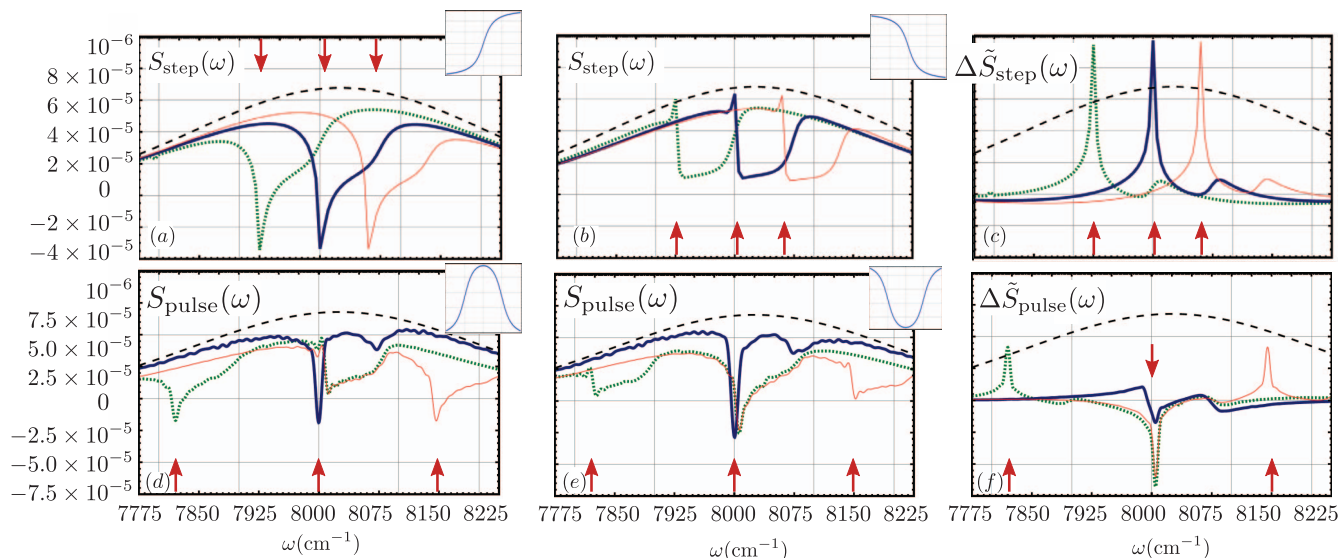 10⁻⁶
8 × 10⁻⁵
6 × 10⁻⁵
4 × 10⁻⁵
2 × 10⁻⁵
0
−2 × 10⁻⁵
−4 × 10⁻⁵
S_step(ω)
(a)
S_step(ω)
(b)
ΔS̃_step(ω)
(c)
10⁻⁶
7.5 × 10⁻⁵
5.0 × 10⁻⁵
2.5 × 10⁻⁵
0
−2.5 × 10⁻⁵
−5.0 × 10⁻⁵
−7.5 × 10⁻⁵
S_pulse(ω)
(d)
S_pulse(ω)
(e)
ΔS̃_pulse(ω)
(f)
7775 7850 7925 8000 8075 8150 8225
ω(cm⁻¹)
7775 7850 7925 8000 8075 8150 8225
ω(cm⁻¹)
7775 7850 7925 8000 8075 8150 8225
ω(cm⁻¹)